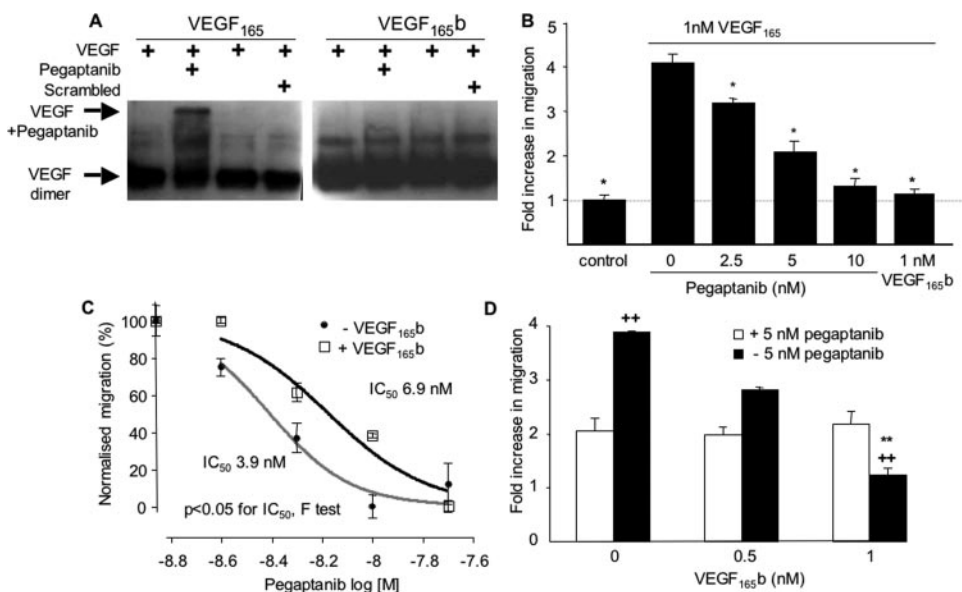 A
VEGF₁₆₅
VEGF₁₆₅b
VEGF + + + + + + + +
Pegaptanib + +
Scrambled + +
VEGF
+Pegaptanib
VEGF
dimer
B
1nM VEGF₁₆₅
Fold increase in migration
4
3
2
1
* * * * *
control 0 2.5 5 10 1 nM
Pegaptanib (nM) VEGF₁₆₅b
C
Normalised migration (%)
100
80
60
40
20
0
- VEGF₁₆₅b
+ VEGF₁₆₅b
IC₅₀ 6.9 nM
IC₅₀ 3.9 nM
p<0.05 for IC₅₀, F test
-8.8 -8.6 -8.4 -8.2 -8 -7.8 -7.6
Pegaptanib log [M]
D
Fold increase in migration
4
3
2
1
0
++
+ 5 nM pegaptanib
- 5 nM pegaptanib
**
++
0 0.5 1
VEGF₁₆₅b (nM)